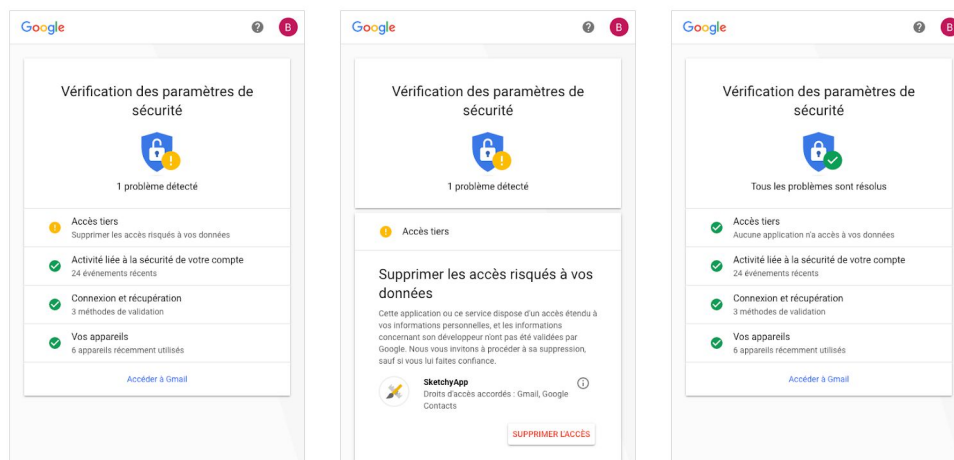 Google
B
Vérification des paramètres de
sécurité
1 problème détecté
Accès tiers
Supprimer les accès risqués à vos données
Activité liée à la sécurité de votre compte
24 événements récents
Connexion et récupération
3 méthodes de validation
Vos appareils
6 appareils récemment utilisés
Accéder à Gmail
Google
B
Vérification des paramètres de
sécurité
1 problème détecté
Accès tiers
Supprimer les accès risqués à vos
données
Cette application ou ce service dispose d'un accès étendu à
vos informations personnelles, et les informations
concernant son développeur n'ont pas été validées par
Google. Nous vous invitons à procéder à sa suppression,
sauf si vous lui faites confiance.
SketchyApp
Droits d'accès accordés : Gmail, Google
Contacts
SUPPRIMER L'ACCÈS
Google
B
Vérification des paramètres de
sécurité
Tous les problèmes sont résolus
Accès tiers
Aucune application n'a accès à vos données
Activité liée à la sécurité de votre compte
24 événements récents
Connexion et récupération
3 méthodes de validation
Vos appareils
6 appareils récemment utilisés
Accéder à Gmail